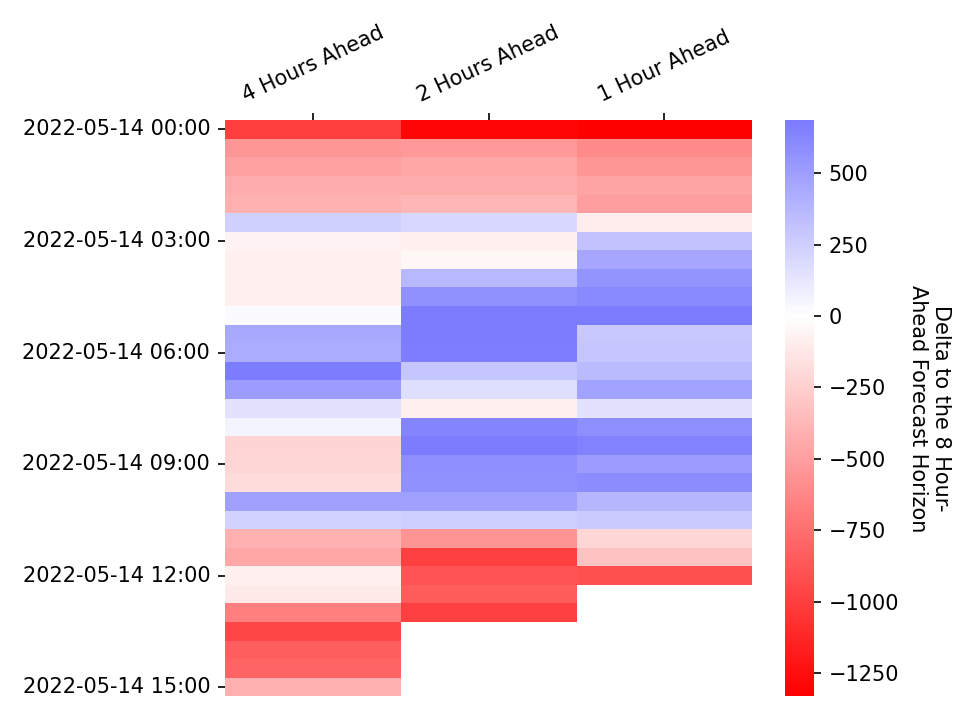 4 Hours Ahead
2 Hours Ahead
1 Hour Ahead
2022-05-14 00:00
2022-05-14 03:00
2022-05-14 06:00
2022-05-14 09:00
2022-05-14 12:00
2022-05-14 15:00
500
250
0
−250
−500
−750
−1000
−1250
Delta to the 8 Hour-
Ahead Forecast Horizon